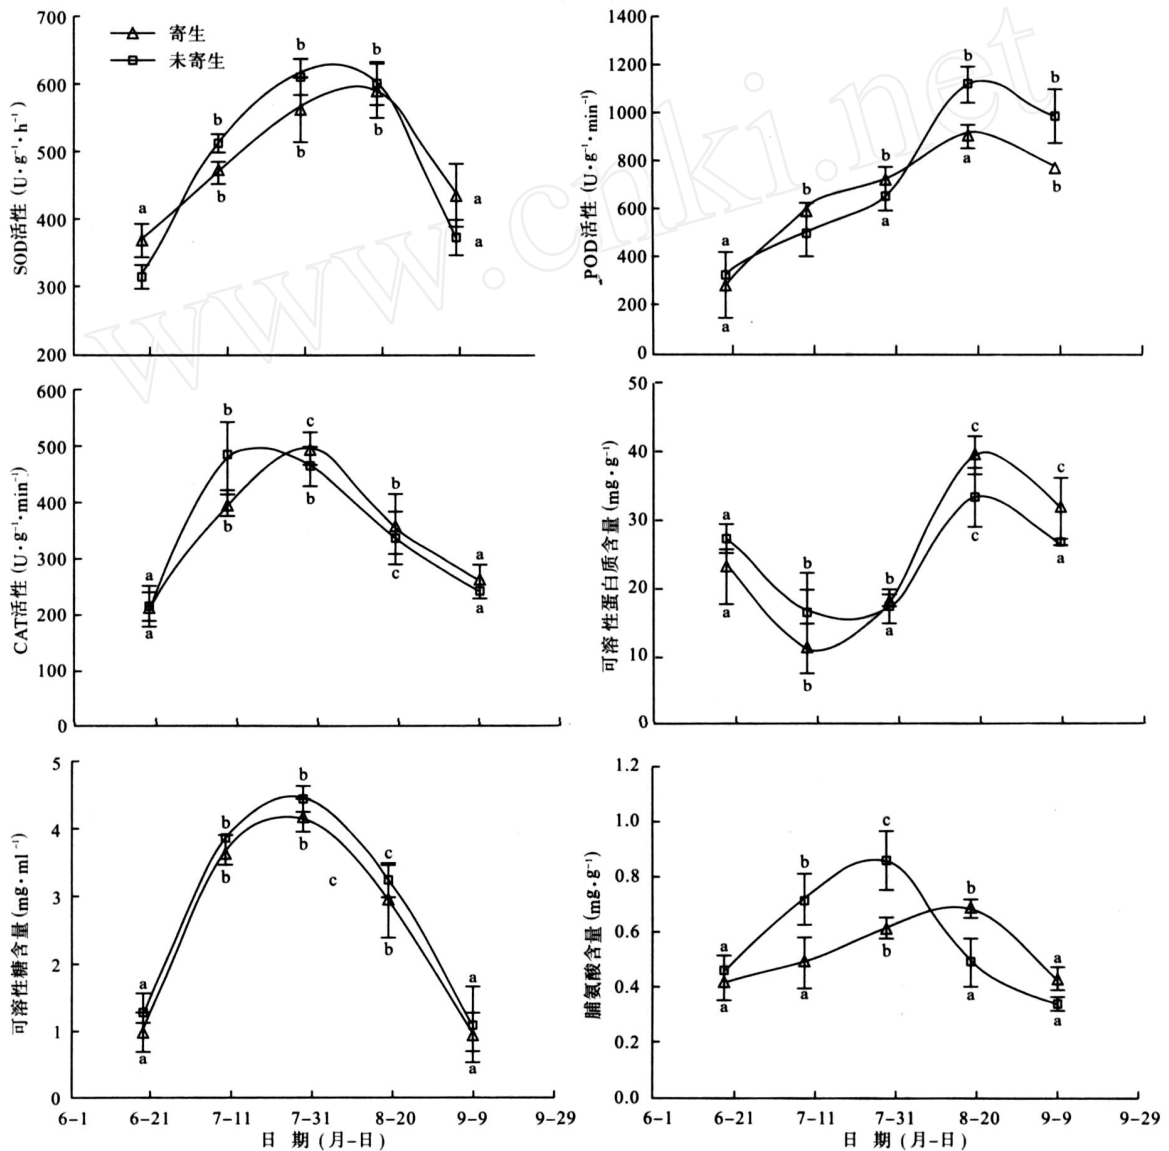 寄生
未寄生
SOD活性 (U·g⁻¹·h⁻¹)
700
600
500
400
300
200
a
b
b
b
b
b
b
a
a
POD活性 (U·g⁻¹·min⁻¹)
1400
1200
1000
800
600
400
200
0
a
a
b
b
a
b
a
b
b
CAT活性 (U·g⁻¹·min⁻¹)
600
500
400
300
200
100
0
a
a
b
b
c
b
b
c
a
a
可溶性蛋白质含量 (mg·g⁻¹)
50
40
30
20
10
0
a
a
b
b
b
a
c
c
c
a
可溶性糖含量 (mg·ml⁻¹)
5
4
3
2
1
0
a
a
b
b
b
b
c
c
b
a
a
6-1 6-21 7-11 7-31 8-20 9-9 9-29
日 期 (月-日)
脯氨酸含量 (mg·g⁻¹)
1.2
1.0
0.8
0.6
0.4
0.2
0.0
a
a
b
a
c
b
b
a
a
a
6-1 6-21 7-11 7-31 8-20 9-9 9-29
日 期 (月-日)
www.cnki.net